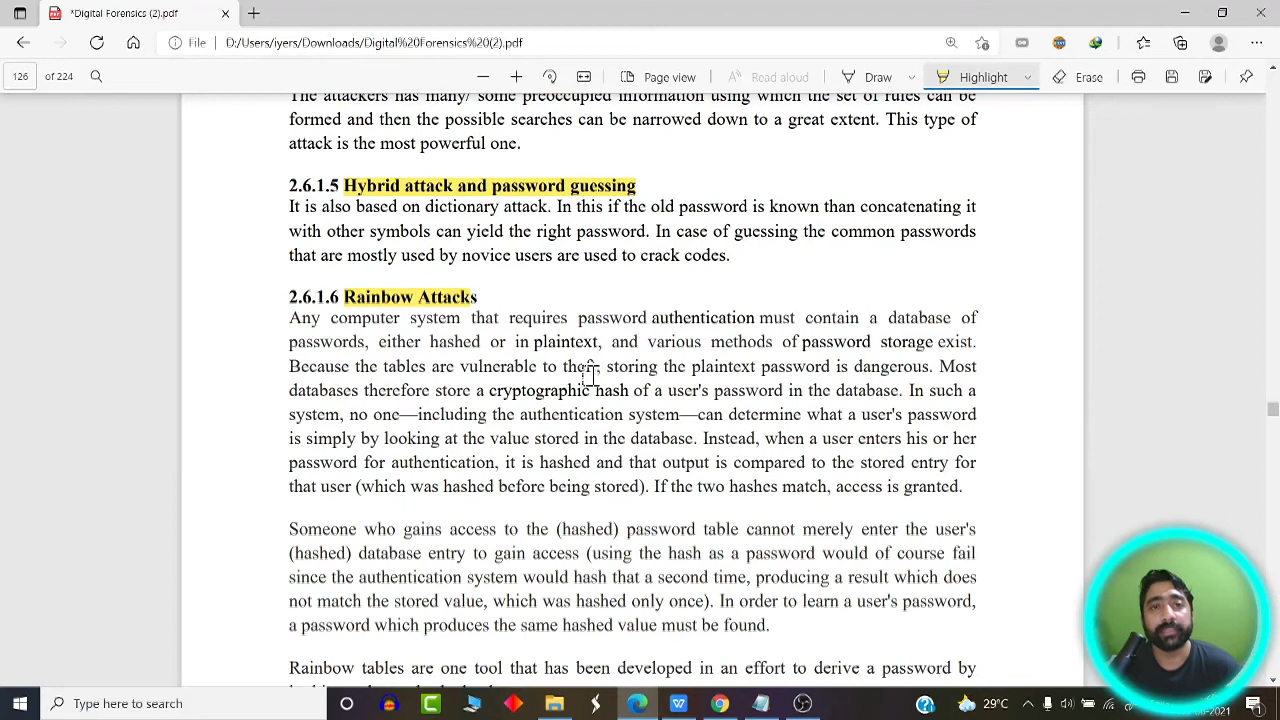 *Digital Forensics (2).pdf
File D:/Users/iyers/Downloads/Digital%20Forensics%20(2).pdf
126 of 224 Page view Read aloud Draw Highlight Erase
The attackers has many/ some preoccupied information using which the set of rules can be
formed and then the possible searches can be narrowed down to a great extent. This type of
attack is the most powerful one.
2.6.1.5 Hybrid attack and password guessing
It is also based on dictionary attack. In this if the old password is known than concatenating it
with other symbols can yield the right password. In case of guessing the common passwords
that are mostly used by novice users are used to crack codes.
2.6.1.6 Rainbow Attacks
Any computer system that requires password authentication must contain a database of
passwords, either hashed or in plaintext, and various methods of password storage exist.
Because the tables are vulnerable to theft, storing the plaintext password is dangerous. Most
databases therefore store a cryptographic hash of a user's password in the database. In such a
system, no one—including the authentication system—can determine what a user's password
is simply by looking at the value stored in the database. Instead, when a user enters his or her
password for authentication, it is hashed and that output is compared to the stored entry for
that user (which was hashed before being stored). If the two hashes match, access is granted.
Someone who gains access to the (hashed) password table cannot merely enter the user's
(hashed) database entry to gain access (using the hash as a password would of course fail
since the authentication system would hash that a second time, producing a result which does
not match the stored value, which was hashed only once). In order to learn a user's password,
a password which produces the same hashed value must be found.
Rainbow tables are one tool that has been developed in an effort to derive a password by
Type here to search 29°C